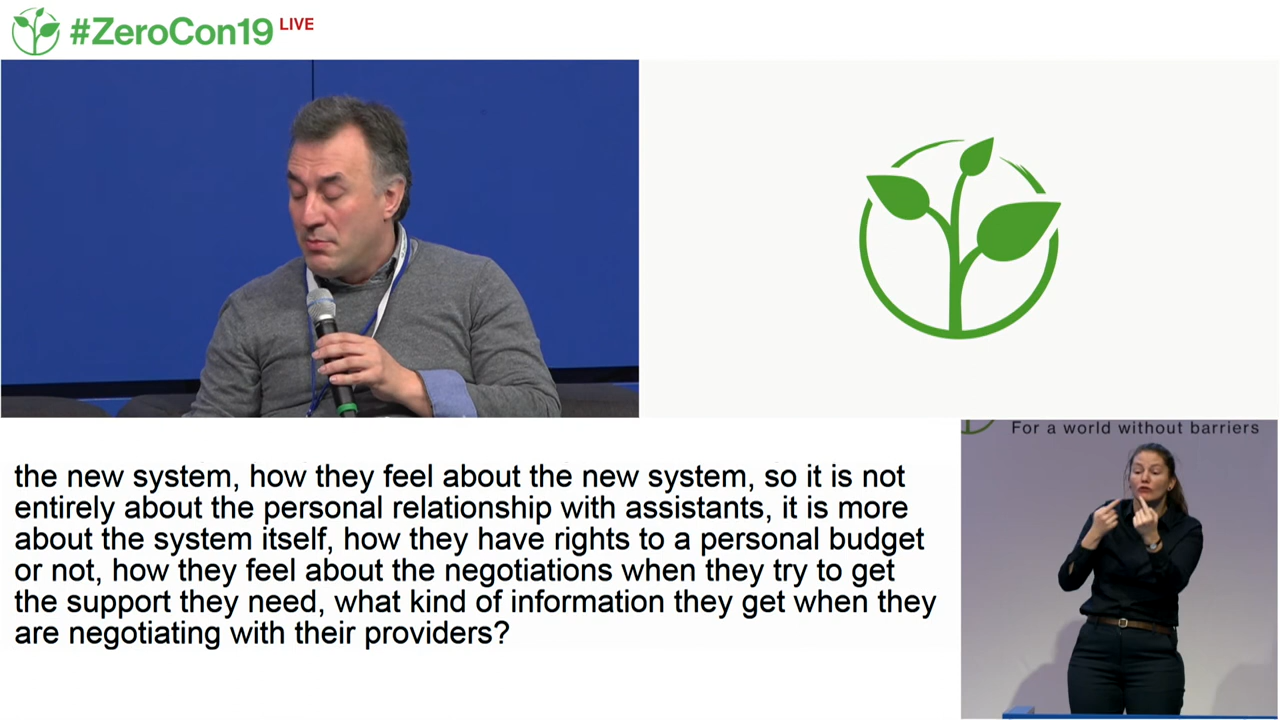 #ZeroCon19 LIVE
the new system, how they feel about the new system, so it is not
entirely about the personal relationship with assistants, it is more
about the system itself, how they have rights to a personal budget
or not, how they feel about the negotiations when they try to get
the support they need, what kind of information they get when they
are negotiating with their providers?
For a world without barriers